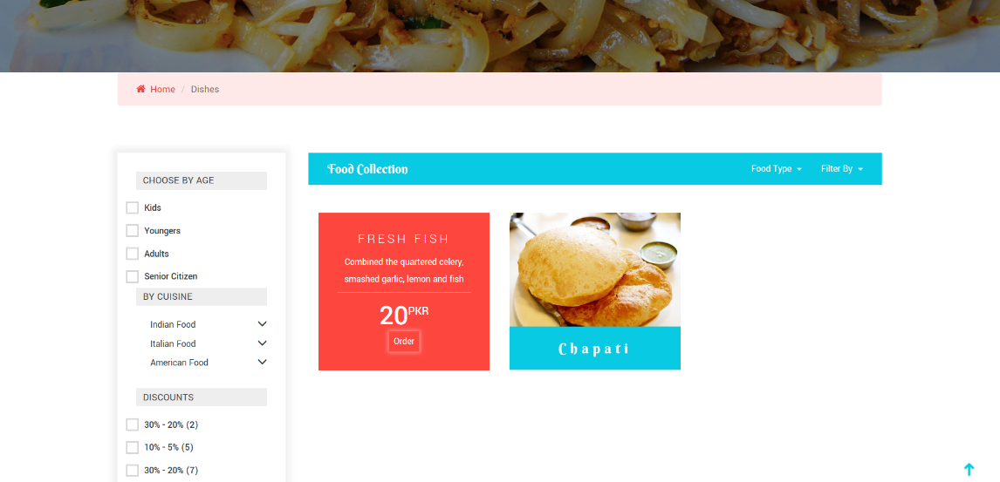 Home / Dishes
CHOOSE BY AGE
Kids
Youngers
Adults
Senior Citizen
BY CUISINE
Indian Food
Italian Food
American Food
DISCOUNTS
30% - 20% (2)
10% - 5% (5)
30% - 20% (7)
Food Collection
Food Type
Filter By
FRESH FISH
Combined the quartered celery,
smashed garlic, lemon and fish
20PKR
Order
Chapati